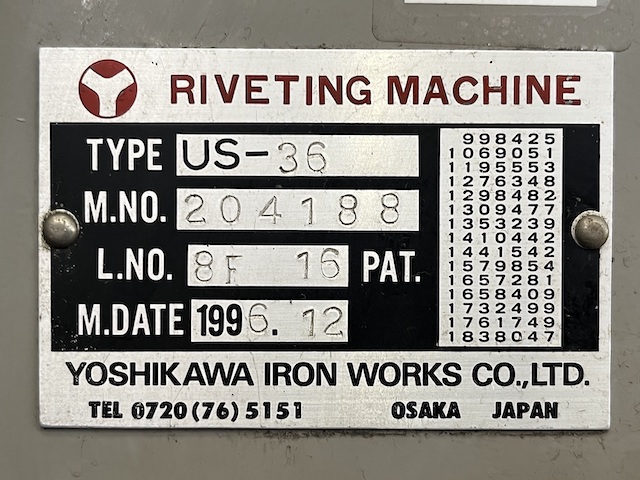 RIVETING MACHINE
TYPE US-36
M.NO. 204188
L.NO. 8F 16 PAT.
M.DATE 1996.12
998425
1069051
1195553
1276348
1298482
1309477
1353239
1410442
1441542
1579854
1657281
1658409
1732499
1761749
1838047
YOSHIKAWA IRON WORKS CO.,LTD.
TEL 0720(76)5151 OSAKA JAPAN